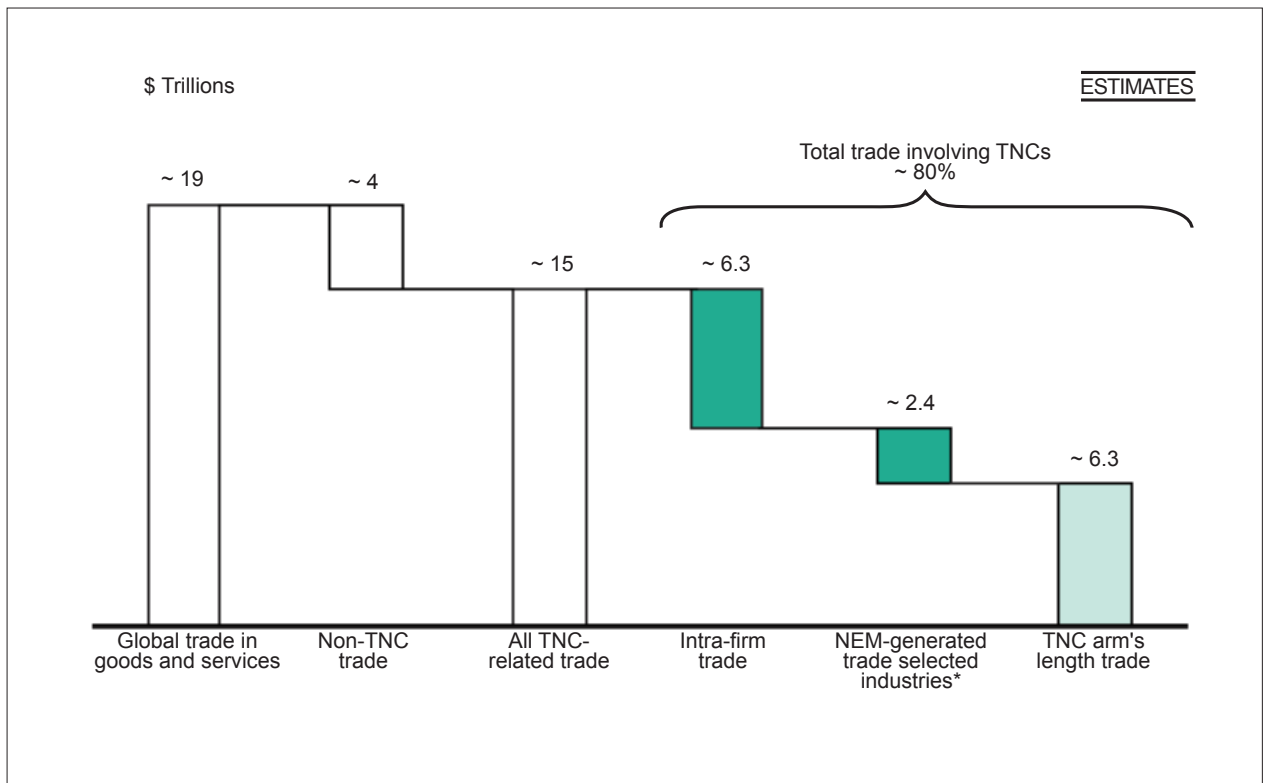 $ Trillions
ESTIMATES
Total trade involving TNCs
~ 80%
~ 19
~ 4
~ 15
~ 6.3
~ 2.4
~ 6.3
Global trade in
goods and services
Non-TNC
trade
All TNC-
related trade
Intra-firm
trade
NEM-generated
trade selected
industries*
TNC arm's
length trade